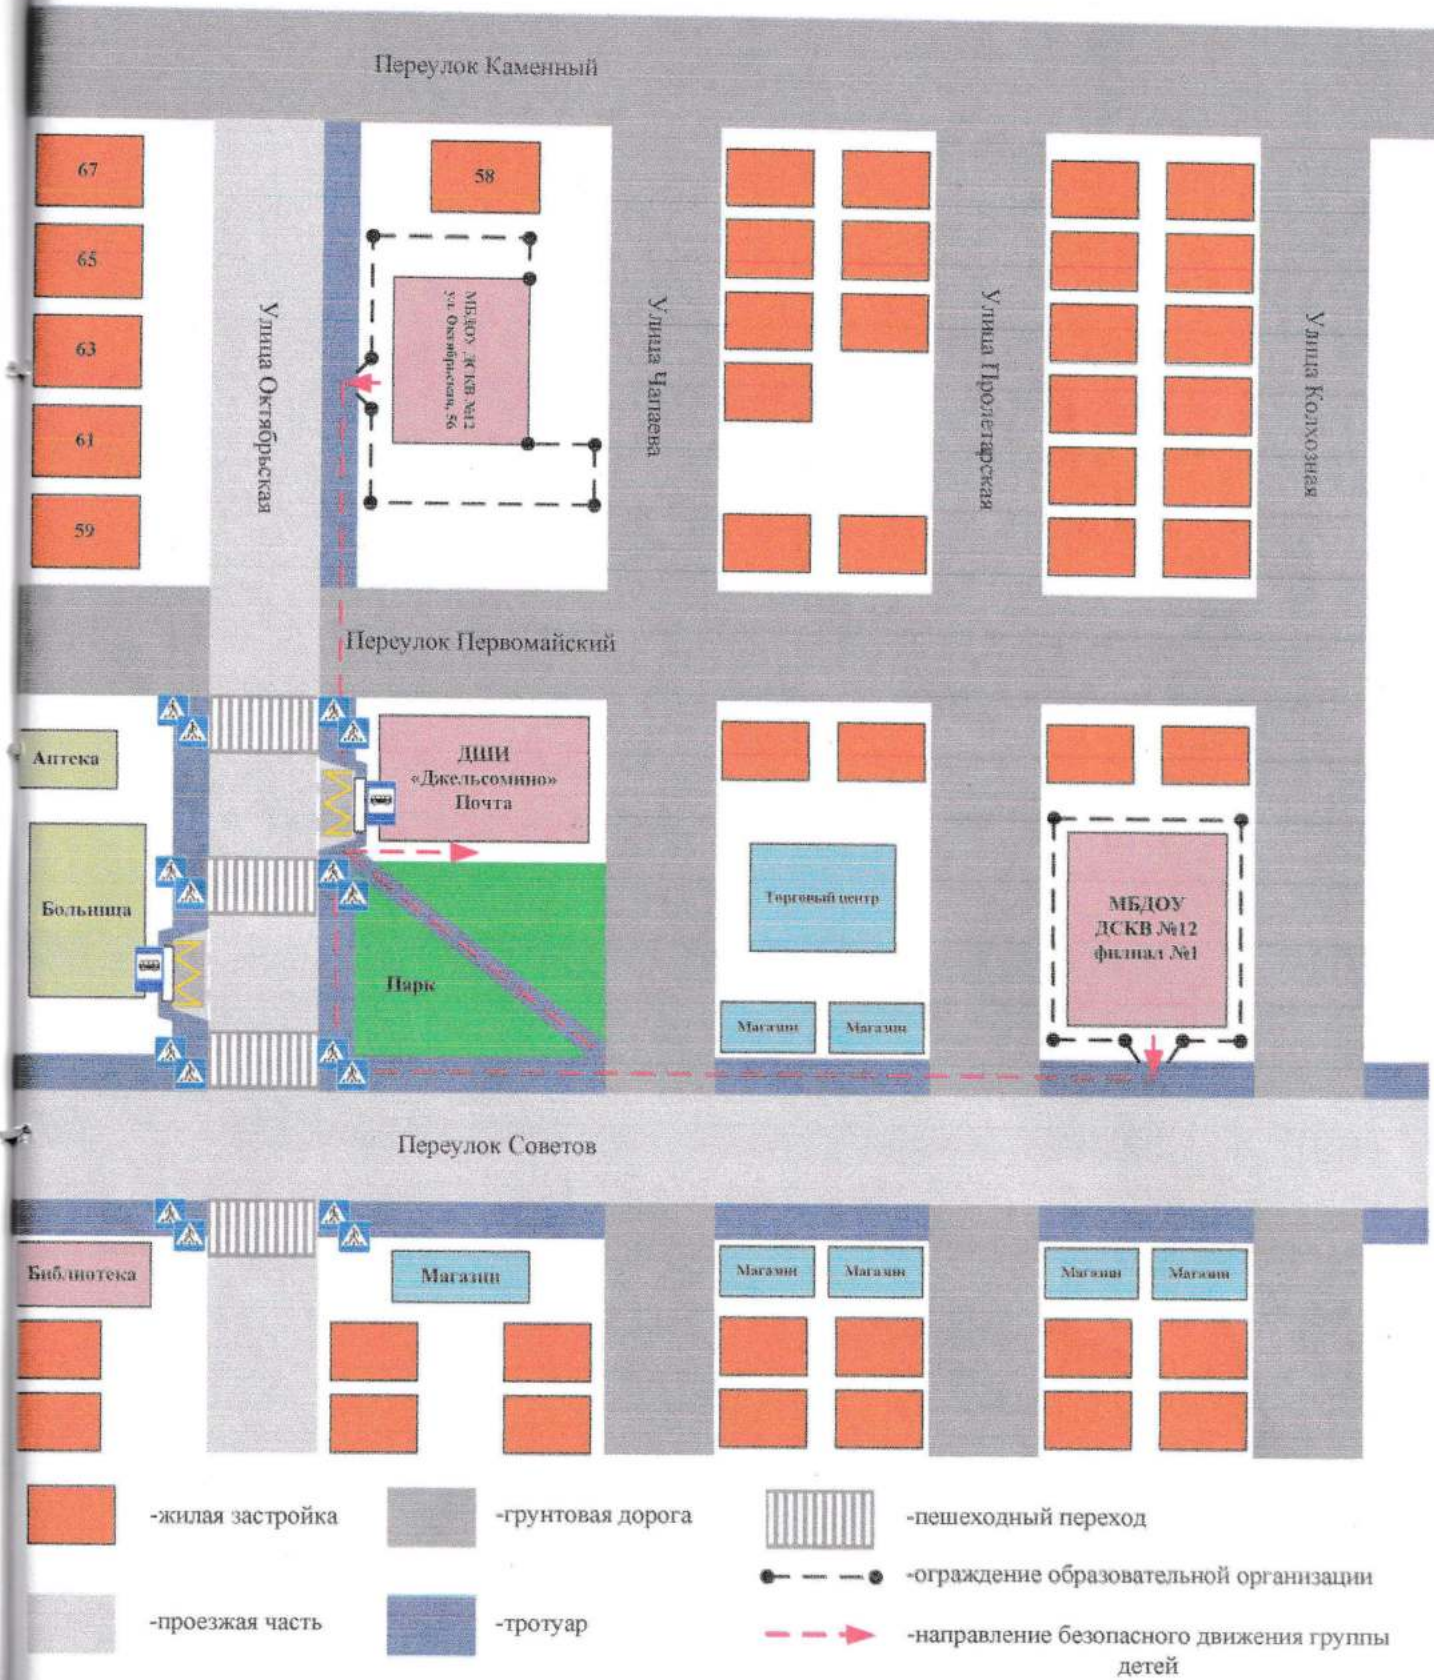 Переулок Каменный
67
58
65
63
61
59
Улица Октябрьская
МБДОУ ДСКВ №12
ул. Октябрьская, 56
Улица Чапаева
Улица Пролетарская
Улица Колхозная
Переулок Первомайский
Аптека
ДШИ
«Джельсомино»
Почта
Больница
Парк
Торговый центр
Магазин
Магазин
МБДОУ
ДСКВ №12
филиал №1
Переулок Советов
Библиотека
Магазин
Магазин
Магазин
Магазин
Магазин
-жилая застройка
-грунтовая дорога
-пешеходный переход
-ограждение образовательной организации
-проезжая часть
-тротуар
-направление безопасного движения группы
детей